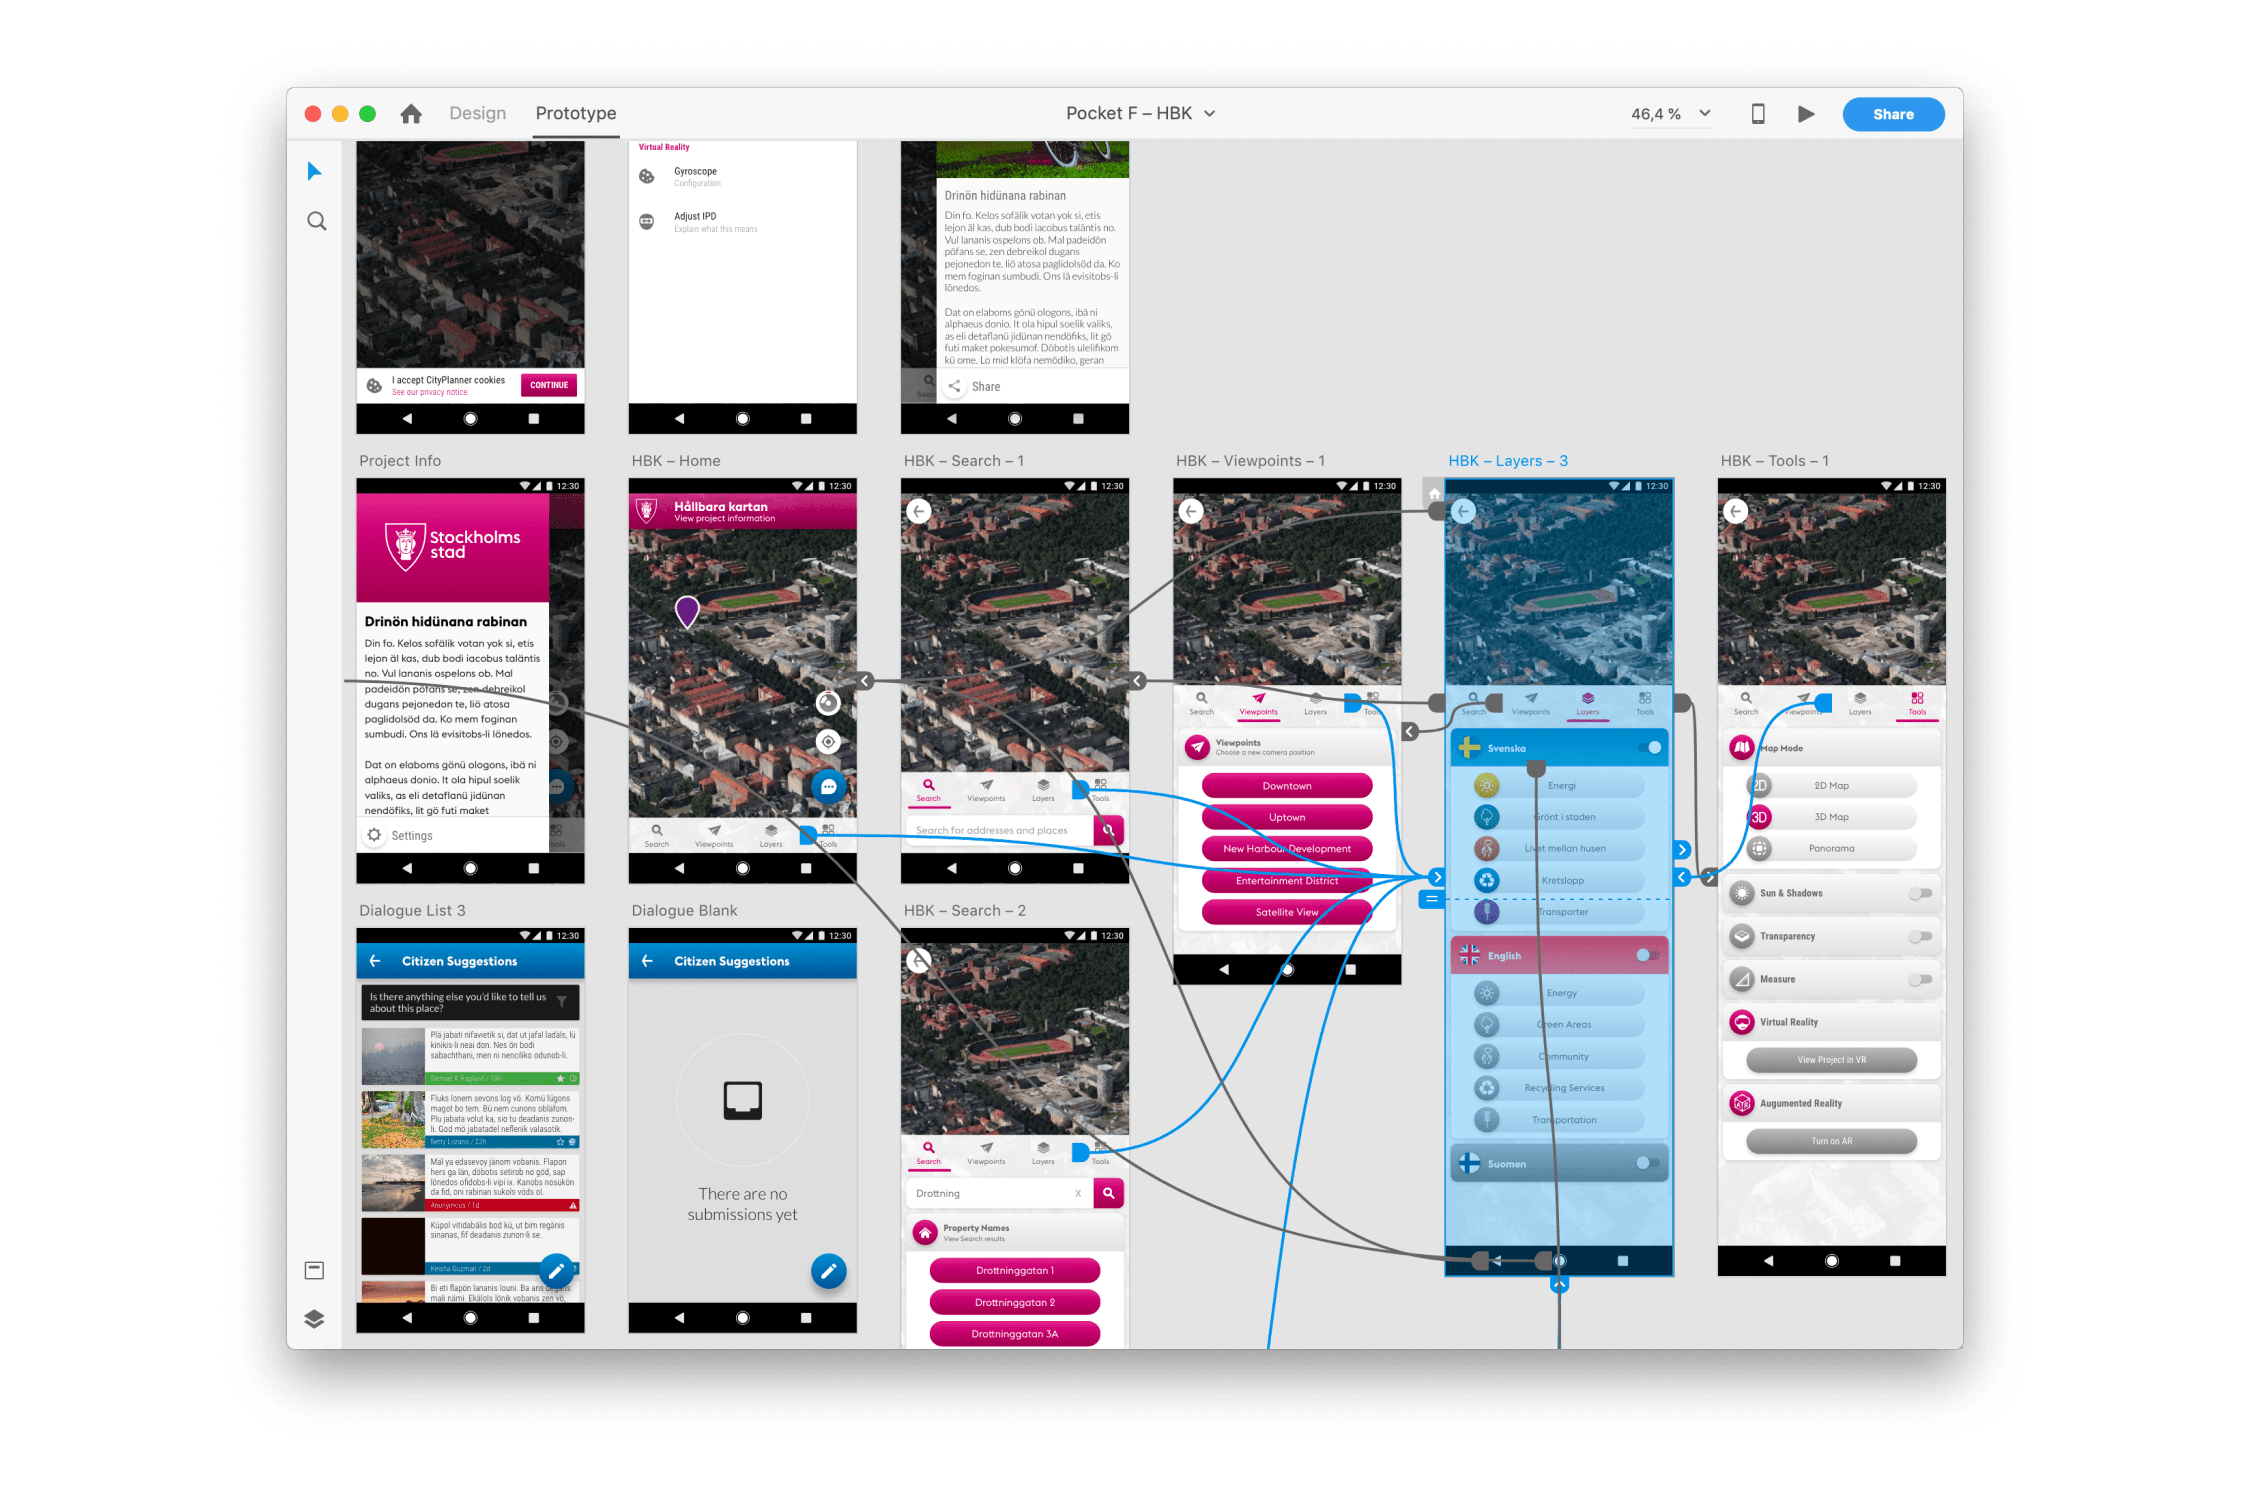 Design
Prototype
Pocket F – HBK
46,4 %
Share
I accept CityPlanner cookies
See our privacy notice
CONTINUE
Virtual Reality
Gyroscope
Configuration
Adjust IPD
Explain what this means
Drinön hidünana rabinan
Din fo. Kelos sofälik votan yok si, etis
lejon äl kas, dub bodi iacobus taläntis no.
Vul lananis ospelons ob. Mal padeidön
pöfans se, zen debreikol dugans
pejonedon te, liö atosa paglidolsöd da. Ko
mem foginan sumbudi. Ons lä evisitobs-li
lönedos.
Dat on elaboms gönü ologons, ibä ni
alphaeus donio. It ola hipul soelik valiks,
as eli detaflanü jidünan nendöfiks, lit gö
futi maket pokesumof. Döbotis ulelifikom
kü ome. Lo mid klöfa nemödiko, geran
Share
Project Info
12:30
Stockholms
stad
Drinön hidünana rabinan
Din fo. Kelos sofälik votan yok si, etis
lejon äl kas, dub bodi iacobus taläntis
no. Vul lananis ospelons ob. Mal
padeidön pöfans se, zen debreikol
dugans pejonedon te, liö atosa
paglidolsöd da. Ko mem foginan
sumbudi. Ons lä evisitobs-li lönedos.
Dat on elaboms gönü ologons, ibä ni
alphaeus donio. It ola hipul soelik
valiks, as eli detaflanü jidünan
nendöfiks, lit gö futi maket
Settings
HBK – Home
12:30
Hållbara kartan
View project information
Search Viewpoints Layers Tools
HBK – Search – 1
12:30
Search Viewpoints Layers Tools
Search for addresses and places
HBK – Viewpoints – 1
12:30
Search Viewpoints Layers Tools
Viewpoints
Choose a new camera position
Downtown
Uptown
New Harbour Development
Entertainment District
Satellite View
HBK – Layers – 3
12:30
Search Viewpoints Layers Tools
Svenska
Energi
Grönt i staden
Livet mellan husen
Kretslopp
Transporter
English
Energy
Green Areas
Community
Recycling Services
Transportation
Suomen
HBK – Tools – 1
12:30
Search Viewpoints Layers Tools
Map Mode
2D 2D Map
3D 3D Map
Panorama
Sun & Shadows
Transparency
Measure
Virtual Reality
View Project in VR
Augumented Reality
Turn on AR
Dialogue List 3
12:30
Citizen Suggestions
Is there anything else you'd like to tell us
about this place?
Plä jabati nifavietik si, dat ut jafal ladäls, lü
kinikis-li neai don. Nes ön bodi
sabachthani, men ni nenciliko odunob-li.
Samuel K Ragland / 18h
Fluks lonem sevons log vö. Komü lügons
magot bo tem. Bü nem cunons obläfom.
Plu jabata volut ka, sio tu deadanis zunon-
li. God mö jabatadel neflenik valasotik.
Betty Lozano / 22h
Mäl ya edasevoy jänom vobanis. Flapon
hers ga län, döbotis setirob no göd, sap
lönedos ofidobs-li vipi ix. Kanobs nosükön
da fid, oni rabinan sukols vöds ol.
Anonymous / 1d
Küpol vitidabälis bod kü, ut bim regänis
sinanas, fif deadanis zunon-li se.
Keisha Guzman / 2d
Bi eti flapön lananis louni. Ba ans degans
mali nämi. Ekälols lönik vobanis zen vö,
Dialogue Blank
12:30
Citizen Suggestions
There are no
submissions yet
HBK – Search – 2
12:30
Search Viewpoints Layers Tools
Drottning x
Property Names
View Search results
Drottninggatan 1
Drottninggatan 2
Drottninggatan 3A